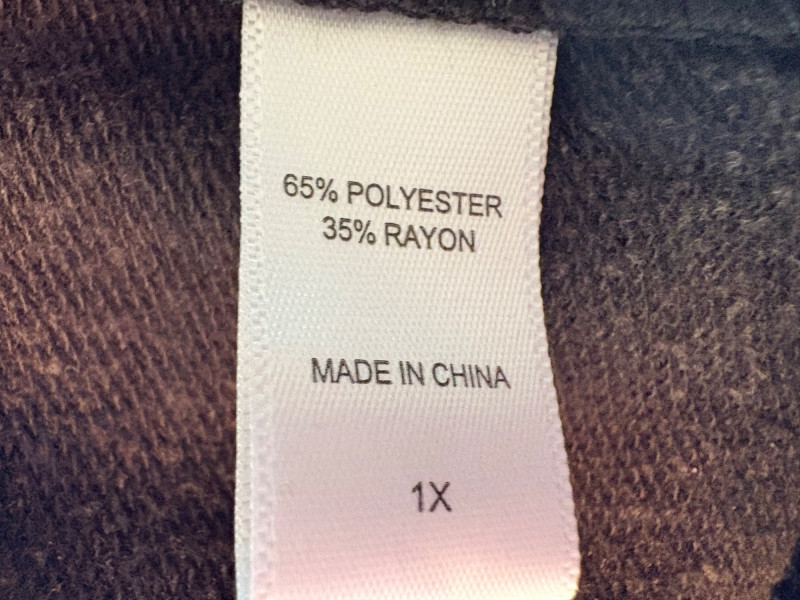 65% POLYESTER
35% RAYON
MADE IN CHINA
1X